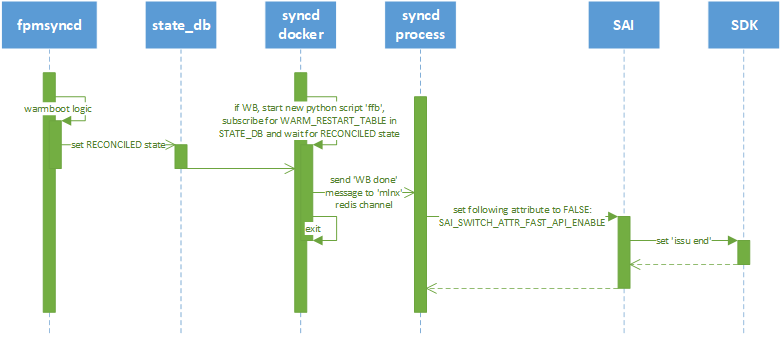 fpmsyncd
state_db
syncd
docker
syncd
process
SAI
SDK
warmboot logic
if WB, start new python script 'ffb',
subscribe for WARM_RESTART_TABLE in
STATE_DB and wait for RECONCILED state
set RECONCILED state
send 'WB done'
message to 'mlnx'
redis channel
set following attribute to FALSE:
SAI_SWITCH_ATTR_FAST_API_ENABLE
exit
set 'issu end'